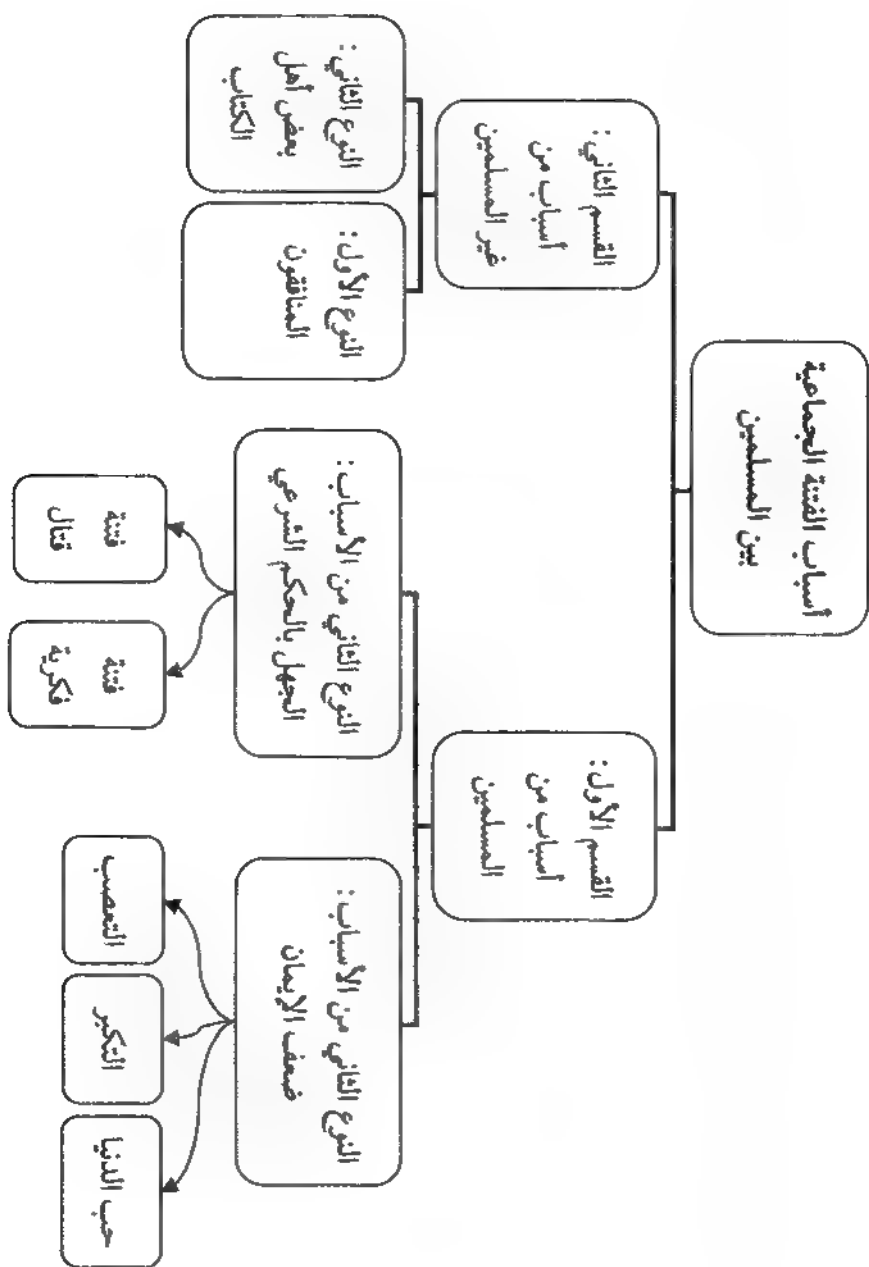 أسباب الفتنة الجماعية
بين المسلمين
القسم الأول:
أسباب من
المسلمين
القسم الثاني:
أسباب من
غير المسلمين
النوع الثاني من الأسباب:
ضعف الإيمان
النوع الثاني من الأسباب:
الجهل بالحكم الشرعي
النوع الأول:
المنافقون
النوع الثاني:
بعض أهل
الكتاب
حب الدنيا
التكبر
التعصب
فتنة
فكرية
فتنة
قتال